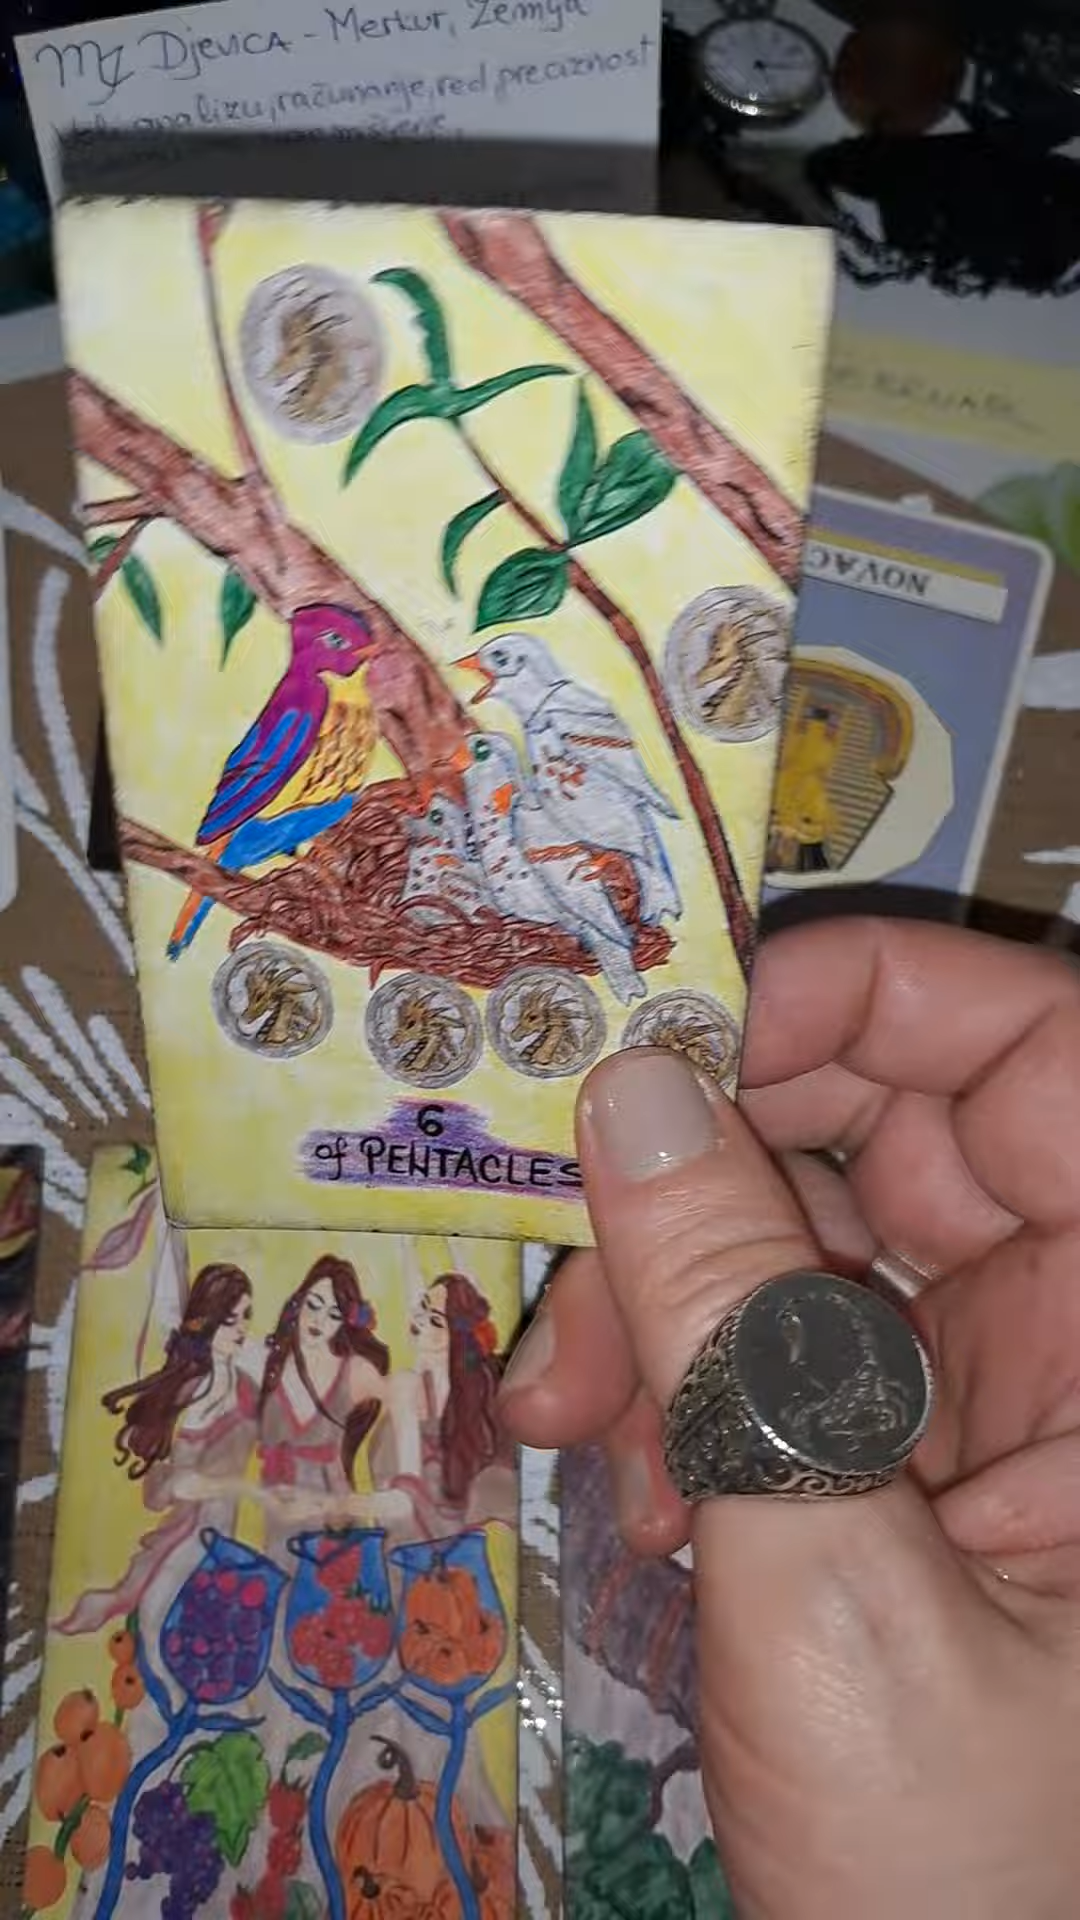 ♍ Djevica - Merkur, Zemlja
analizu, računanje, red, preciznost
NOVAC
6
of PENTACLES